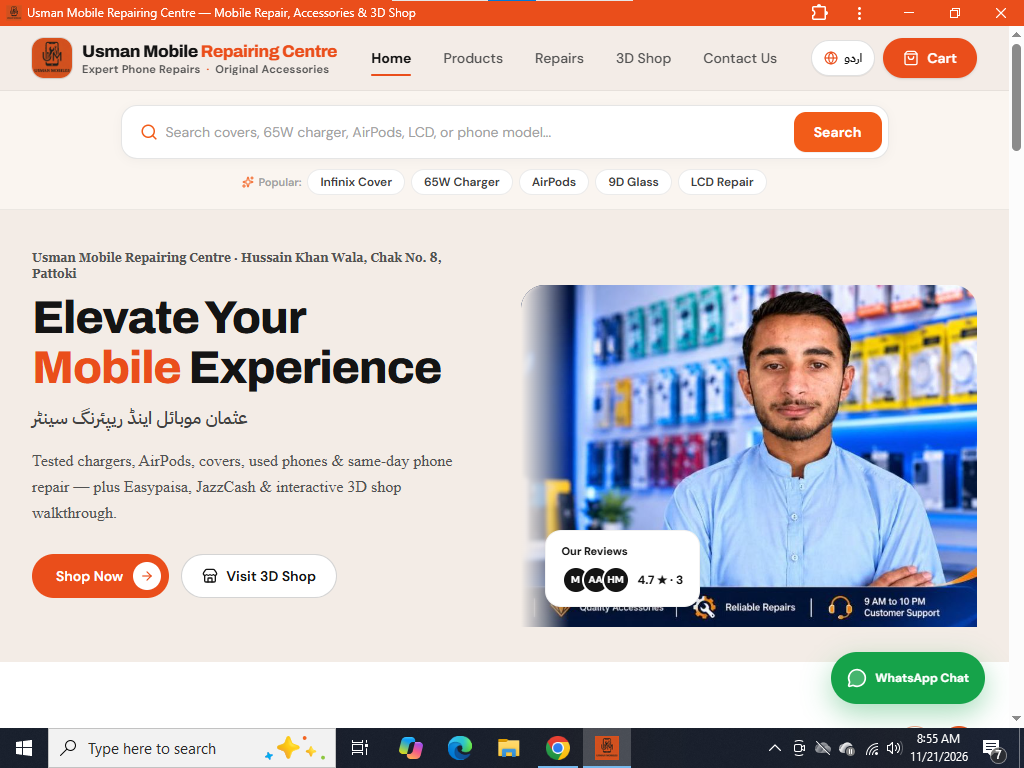 Usman Mobile Repairing Centre — Mobile Repair, Accessories & 3D Shop
Usman Mobile Repairing Centre
Expert Phone Repairs · Original Accessories
Home
Products
Repairs
3D Shop
Contact Us
اردو
Cart
Search covers, 65W charger, AirPods, LCD, or phone model...
Search
Popular:
Infinix Cover
65W Charger
AirPods
9D Glass
LCD Repair
Usman Mobile Repairing Centre · Hussain Khan Wala, Chak No. 8,
Pattoki
Elevate Your
Mobile Experience
عثمان موبائل اینڈ ریپئرنگ سینٹر
Tested chargers, AirPods, covers, used phones & same-day phone
repair — plus Easypaisa, JazzCash & interactive 3D shop
walkthrough.
Shop Now
Visit 3D Shop
Our Reviews
M
AA
HM
4.7 ★ · 3
Quality Accessories
Reliable Repairs
9 AM to 10 PM
Customer Support
WhatsApp Chat
Type here to search
8:55 AM
11/21/2026
7